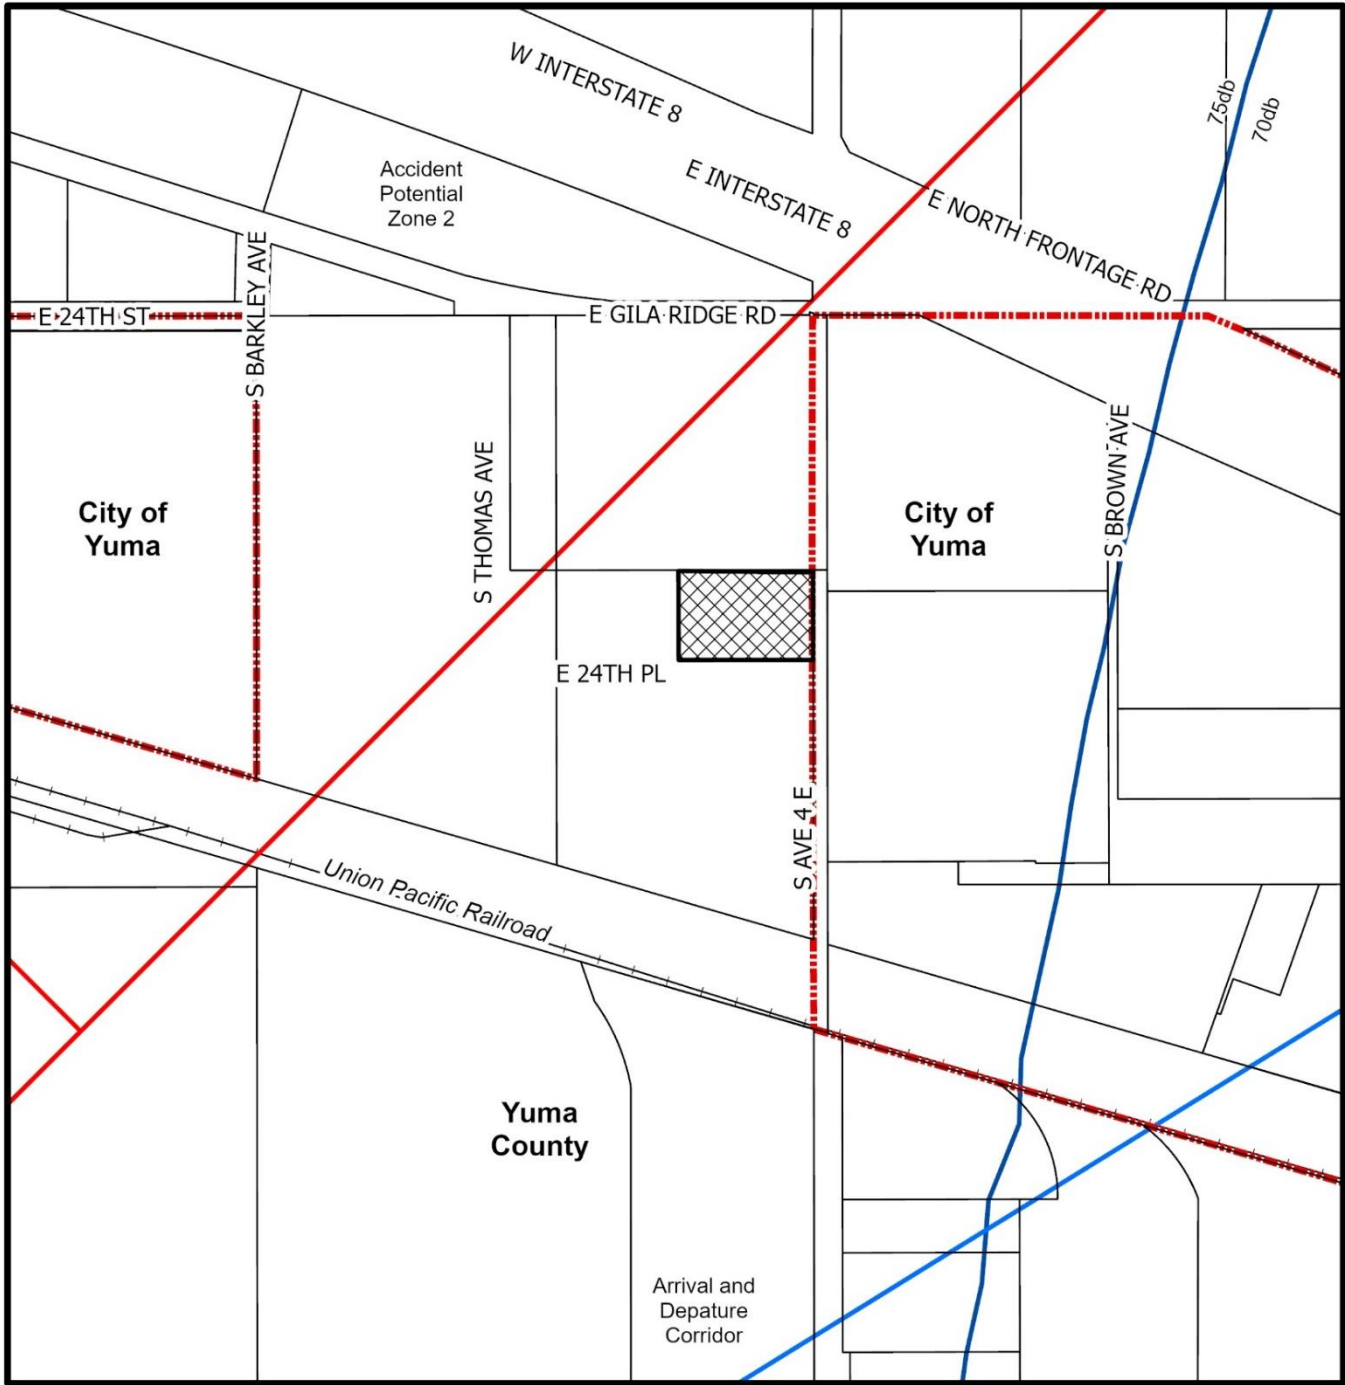 W INTERSTATE 8
75db
70db
Accident
Potential
Zone 2
E INTERSTATE 8
E NORTH FRONTAGE RD
S BARKLEY AVE
E 24TH ST
E GILA RIDGE RD
S THOMAS AVE
S BROWN AVE
City of
Yuma
City of
Yuma
E 24TH PL
S AVE 4 E
Union Pacific Railroad
Yuma
County
Arrival and
Depature
Corridor